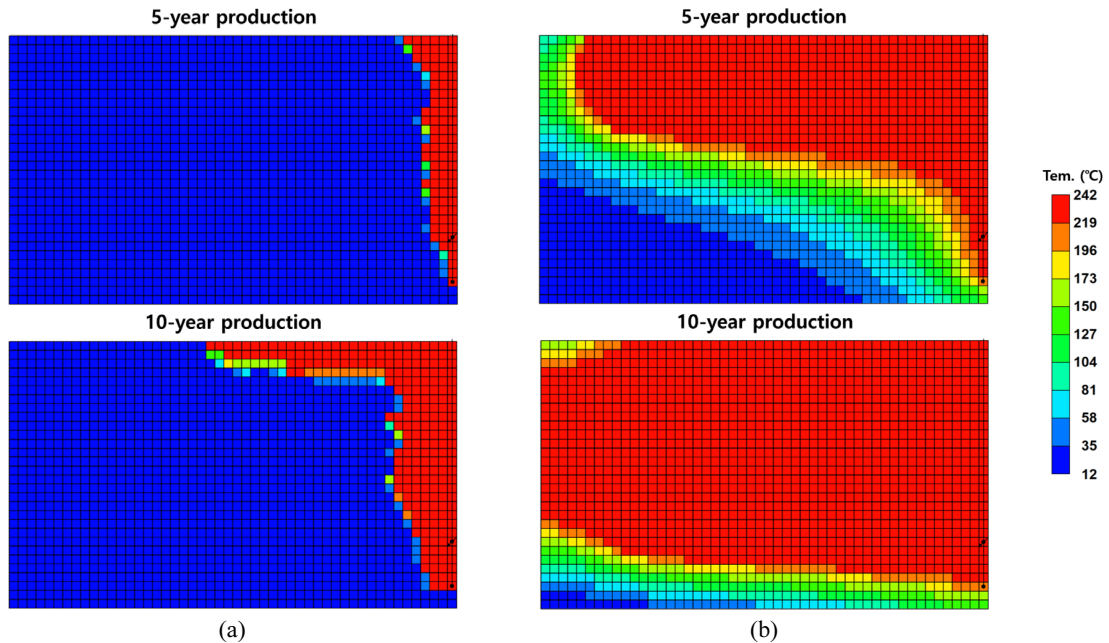 5-year production
5-year production
Tem. (℃)
242
219
196
173
150
127
104
81
35
12
10-year production
10-year production
(a)
(b)